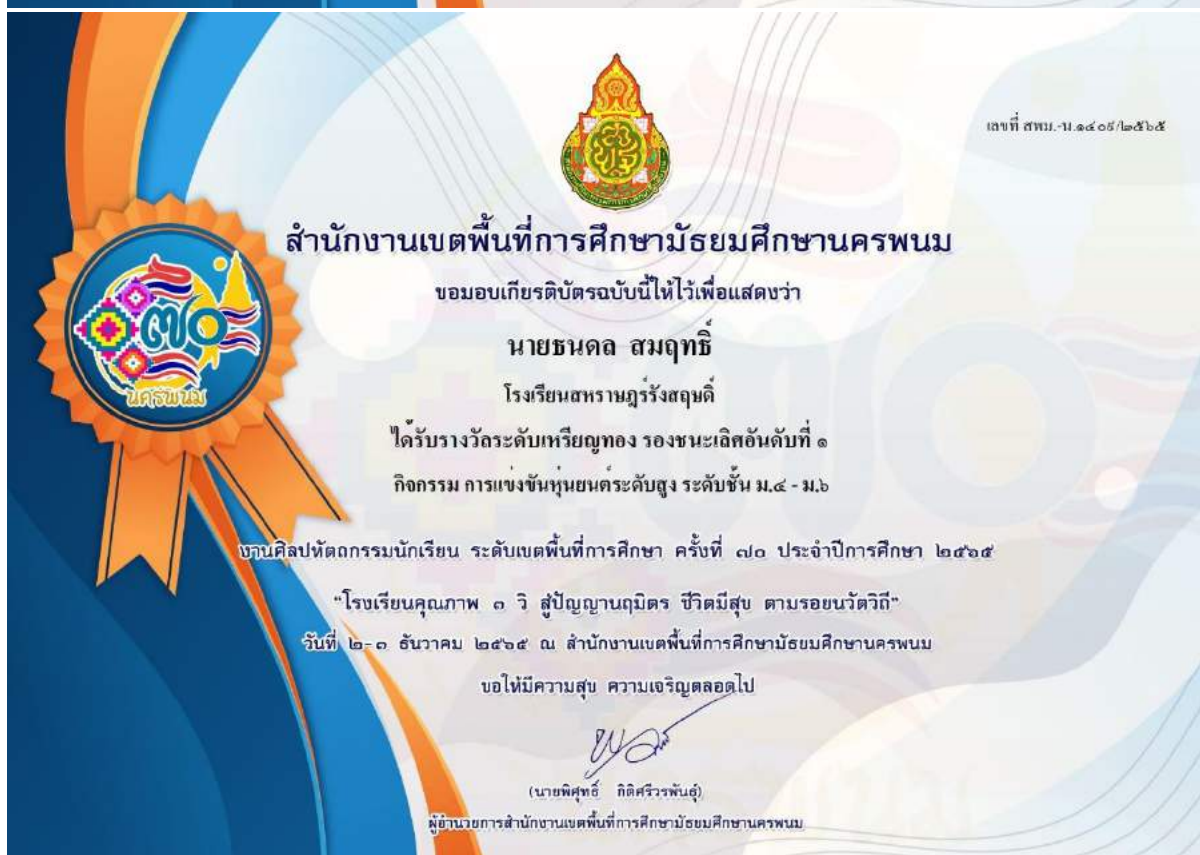 เลขที่ สพม.-น.๑๔๐๙/๒๕๖๕
สำนักงานเขตพื้นที่การศึกษามัธยมศึกษานครพนม
ขอมอบเกียรติบัตรฉบับนี้ให้ไว้เพื่อแสดงว่า
นายธนดล สมฤทธิ์
โรงเรียนสหราษฎร์รังสฤษดิ์
ได้รับรางวัลระดับเหรียญทอง รองชนะเลิศอันดับที่ ๑
กิจกรรม การแข่งขันหุ่นยนต์ระดับสูง ระดับชั้น ม.๔ - ม.๖
งานศิลปหัตถกรรมนักเรียน ระดับเขตพื้นที่การศึกษา ครั้งที่ ๗๐ ประจำปีการศึกษา ๒๕๖๕
"โรงเรียนคุณภาพ ๓ วิ สู่ปัญญานฤมิตร ชีวิตมีสุข ตามรอยนวัตวิถี"
วันที่ ๒-๓ ธันวาคม ๒๕๖๕ ณ สำนักงานเขตพื้นที่การศึกษามัธยมศึกษานครพนม
ขอให้มีความสุข ความเจริญตลอดไป
(นายพิศุทธิ์ กิติศรีวรพันธุ์)
ผู้อำนวยการสำนักงานเขตพื้นที่การศึกษามัธยมศึกษานครพนม
๗๐
นครพนม